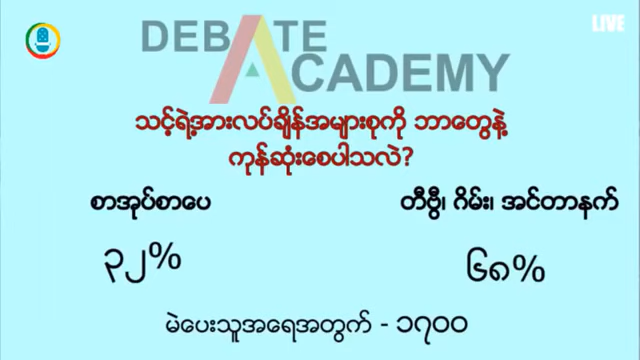 LIVE
DEBATE
ACADEMY
သင့်ရဲ့အားလပ်ချိန်အများစုကို ဘာတွေနဲ့
ကုန်ဆုံးစေပါသလဲ?
စာအုပ်စာပေ
တီဗွီ၊ ဂိမ်း၊ အင်တာနက်
၃၂%
၆၈%
မဲပေးသူအရေအတွက် - ၁၇၀၀